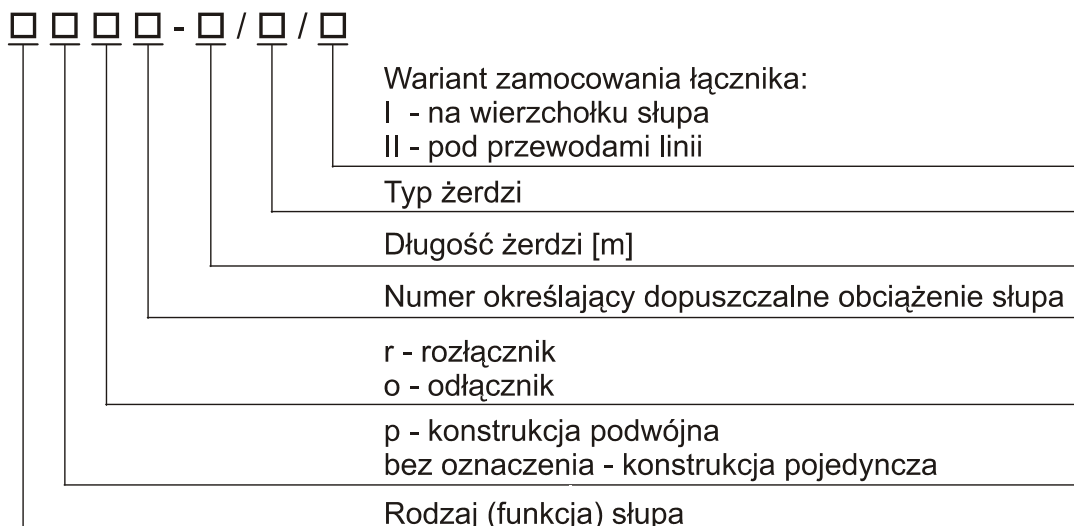 □ □ □ □ - □ / □ / □
Wariant zamocowania łącznika:
I - na wierzchołku słupa
II - pod przewodami linii
Typ żerdzi
Długość żerdzi [m]
Numer określający dopuszczalne obciążenie słupa
r - rozłącznik
o - odłącznik
p - konstrukcja podwójna
bez oznaczenia - konstrukcja pojedyncza
Rodzaj (funkcja) słupa